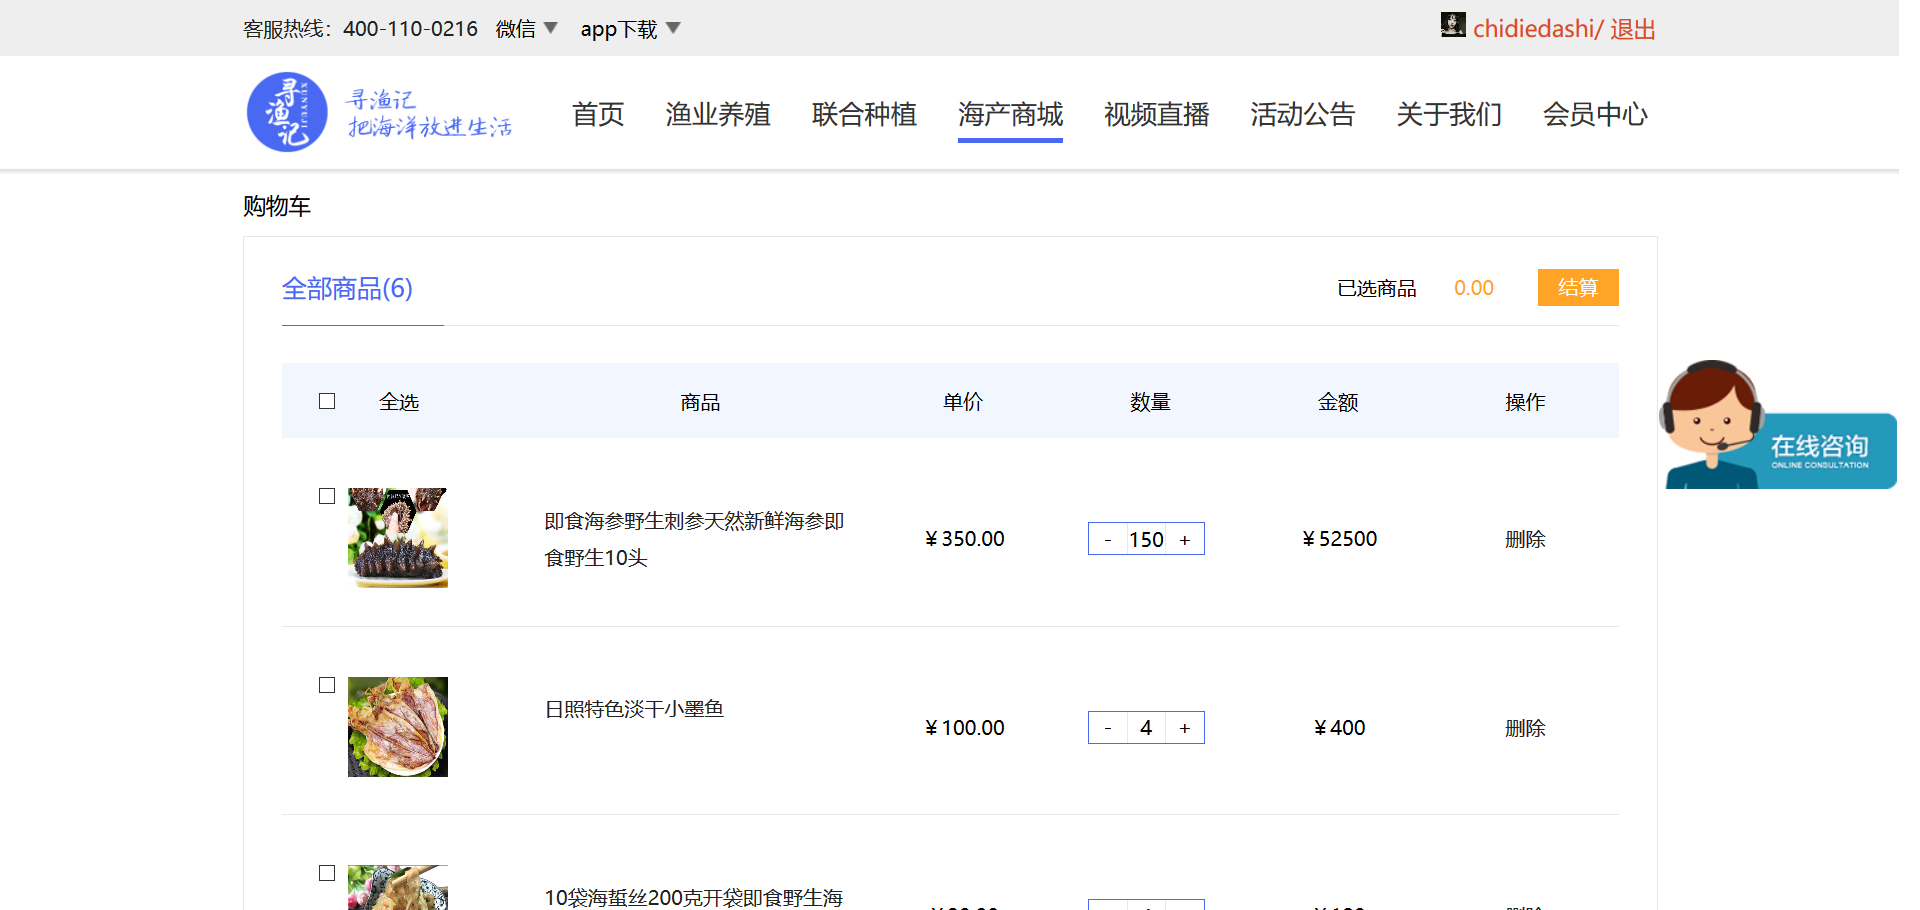 客服热线：400-110-0216 微信 app下载 chidiedashi/ 退出
寻渔记 XUNYUJI
寻渔记
把海洋放进生活
首页 渔业养殖 联合种植 海产商城 视频直播 活动公告 关于我们 会员中心
购物车
全部商品(6) 已选商品 0.00 结算
全选 商品 单价 数量 金额 操作
在线咨询
ONLINE CONSULTATION
即食海参野生刺参天然新鲜海参即
食野生10头
¥350.00 - 150 + ¥52500 删除
日照特色淡干小墨鱼
¥100.00 - 4 + ¥400 删除
10袋海蜇丝200克开袋即食野生海